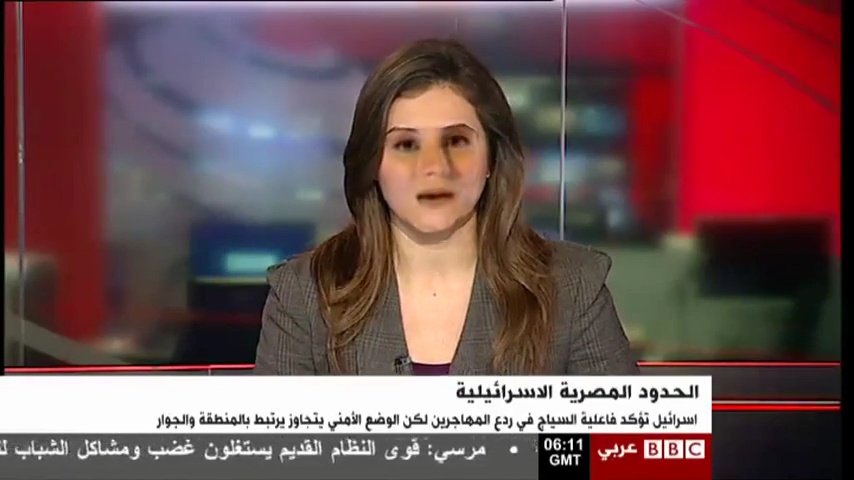 الحدود المصرية الاسرائيلية
اسرائيل تؤكد فاعلية السياج في ردع المهاجرين لكن الوضع الأمني يتجاوز يرتبط بالمنطقة والجوار
BBC عربي
06:11
GMT
• مرسي: قوى النظام القديم يستغلون غضب ومشاكل الشباب